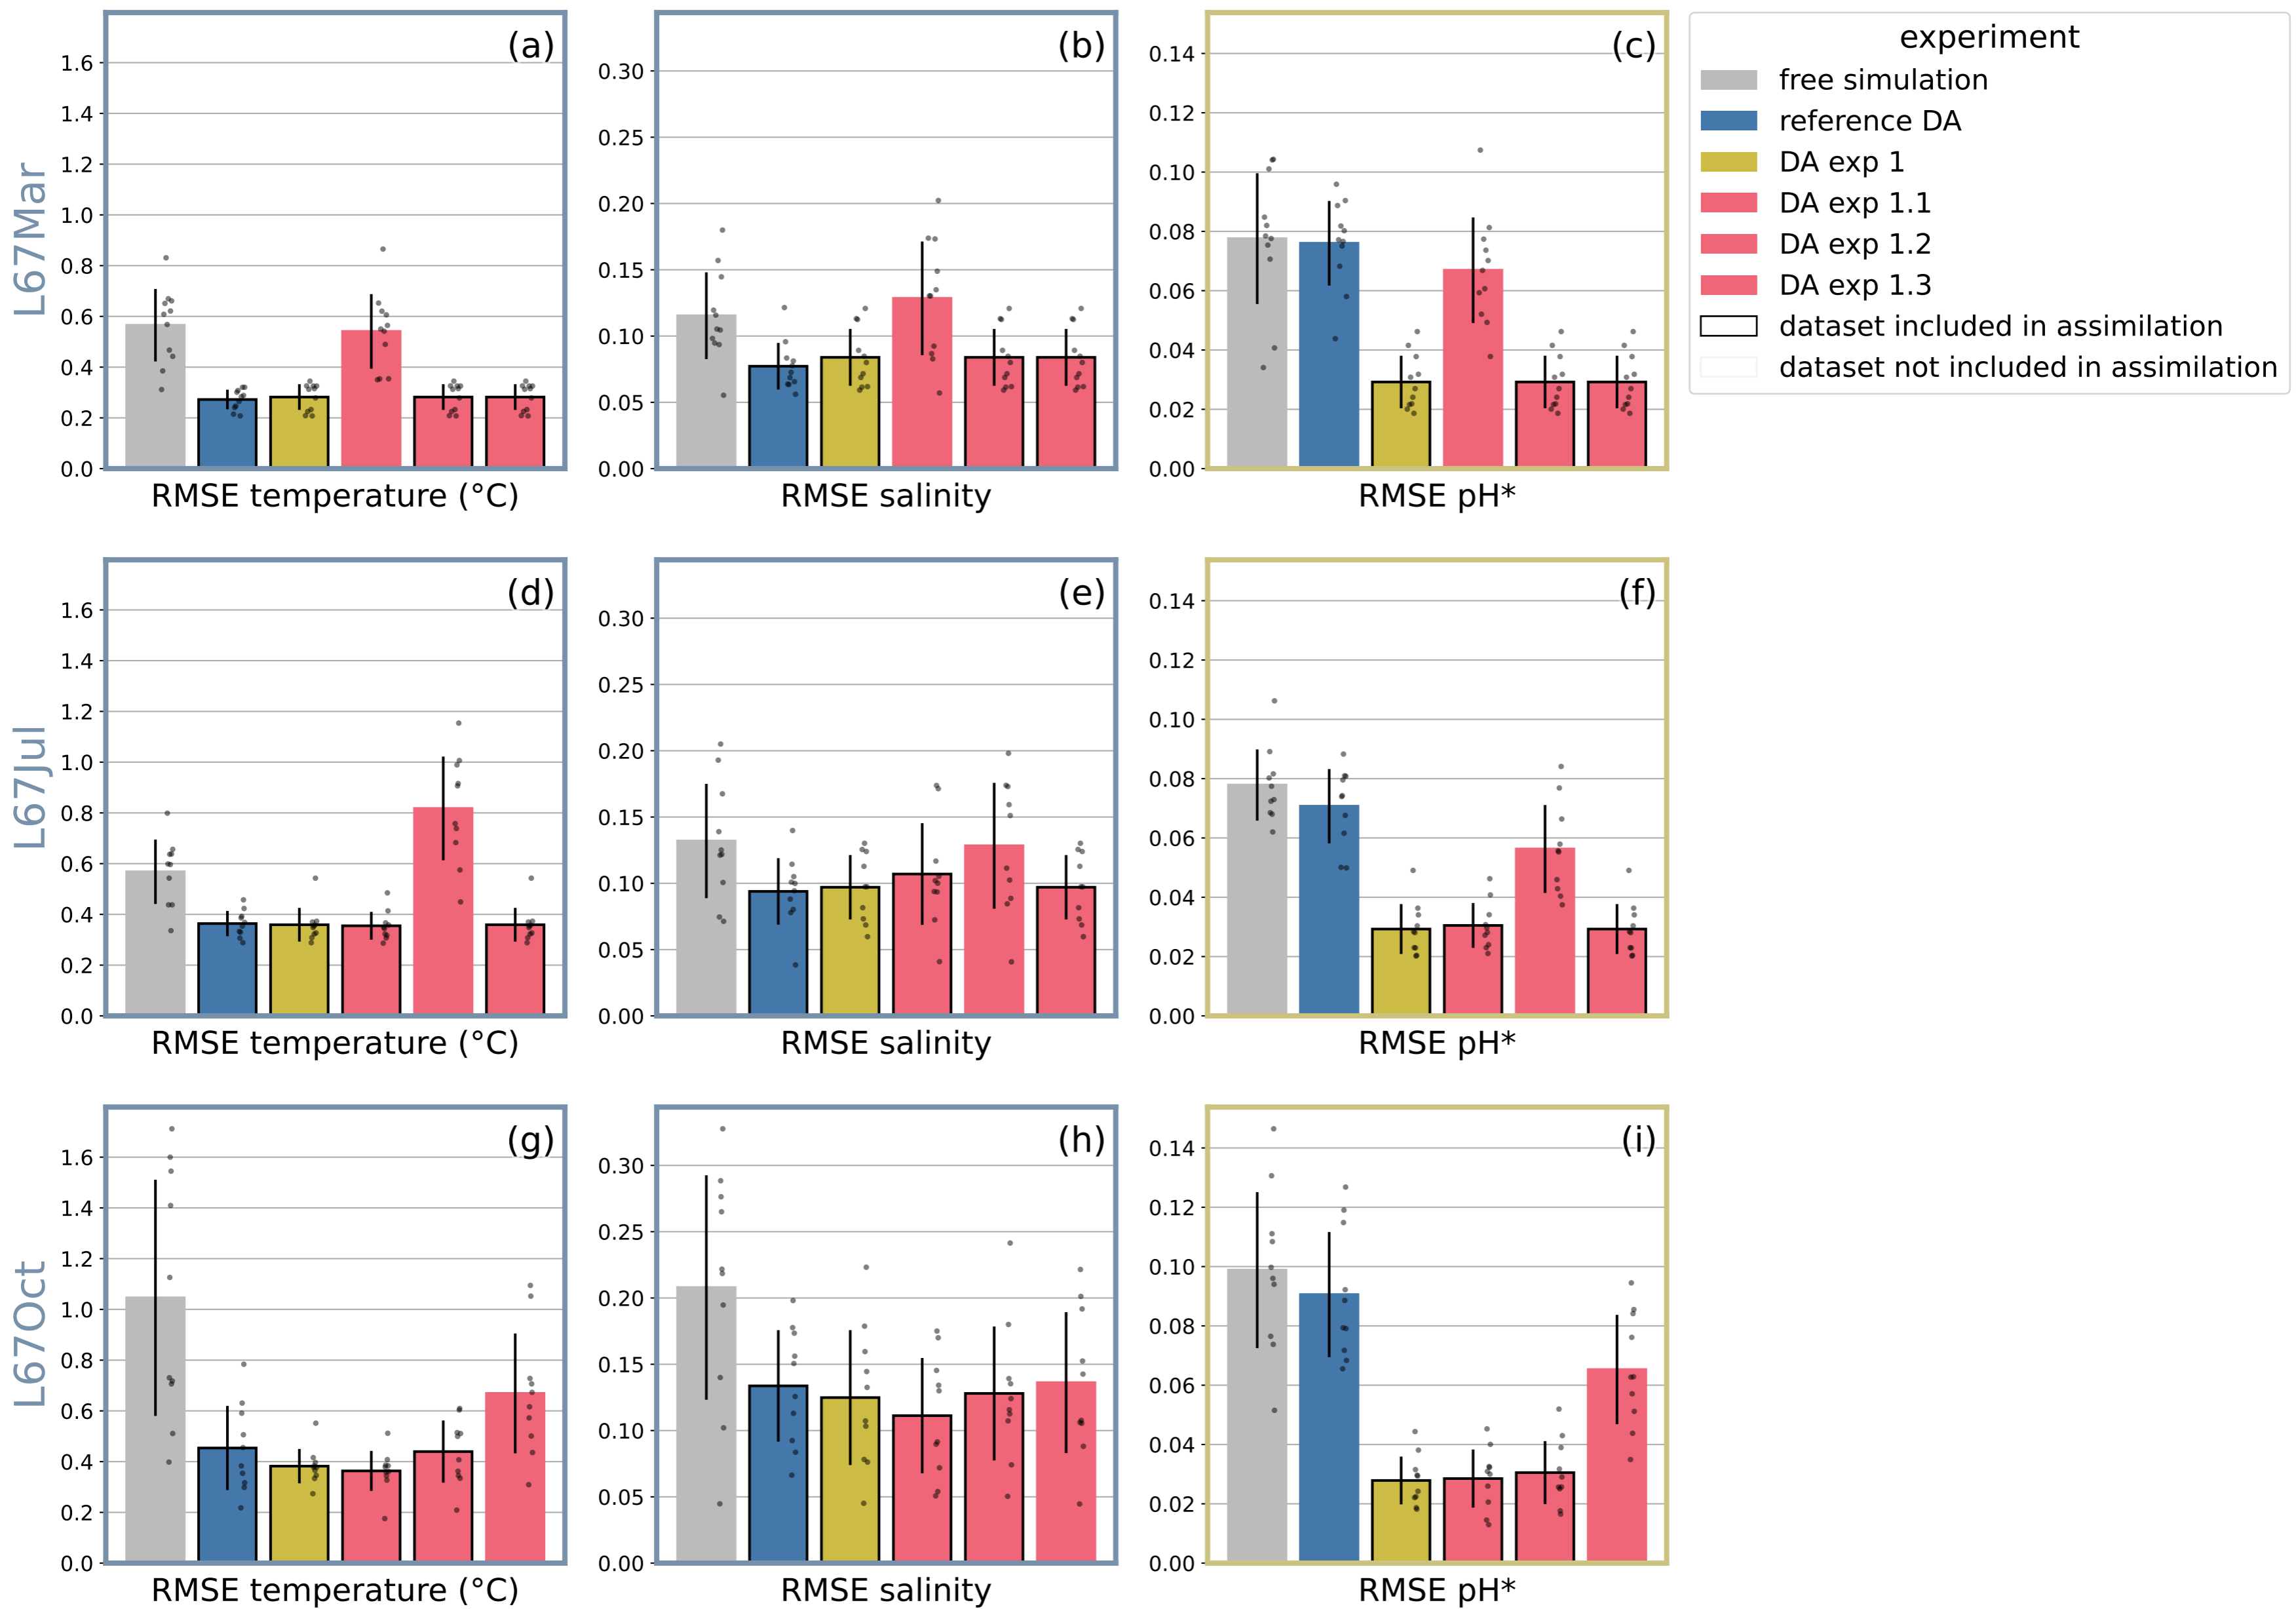 (a)
1.6
1.4
1.2
1.0
0.8
0.6
0.4
0.2
0.0
L67Mar
RMSE temperature (°C)
(b)
0.30
0.25
0.20
0.15
0.10
0.05
0.00
RMSE salinity
(c)
0.14
0.12
0.10
0.08
0.06
0.04
0.02
0.00
RMSE pH*
experiment
free simulation
reference DA
DA exp 1
DA exp 1.1
DA exp 1.2
DA exp 1.3
dataset included in assimilation
dataset not included in assimilation
(d)
1.6
1.4
1.2
1.0
0.8
0.6
0.4
0.2
0.0
L67Jul
RMSE temperature (°C)
(e)
0.30
0.25
0.20
0.15
0.10
0.05
0.00
RMSE salinity
(f)
0.14
0.12
0.10
0.08
0.06
0.04
0.02
0.00
RMSE pH*
(g)
1.6
1.4
1.2
1.0
0.8
0.6
0.4
0.2
0.0
L67Oct
RMSE temperature (°C)
(h)
0.30
0.25
0.20
0.15
0.10
0.05
0.00
RMSE salinity
(i)
0.14
0.12
0.10
0.08
0.06
0.04
0.02
0.00
RMSE pH*